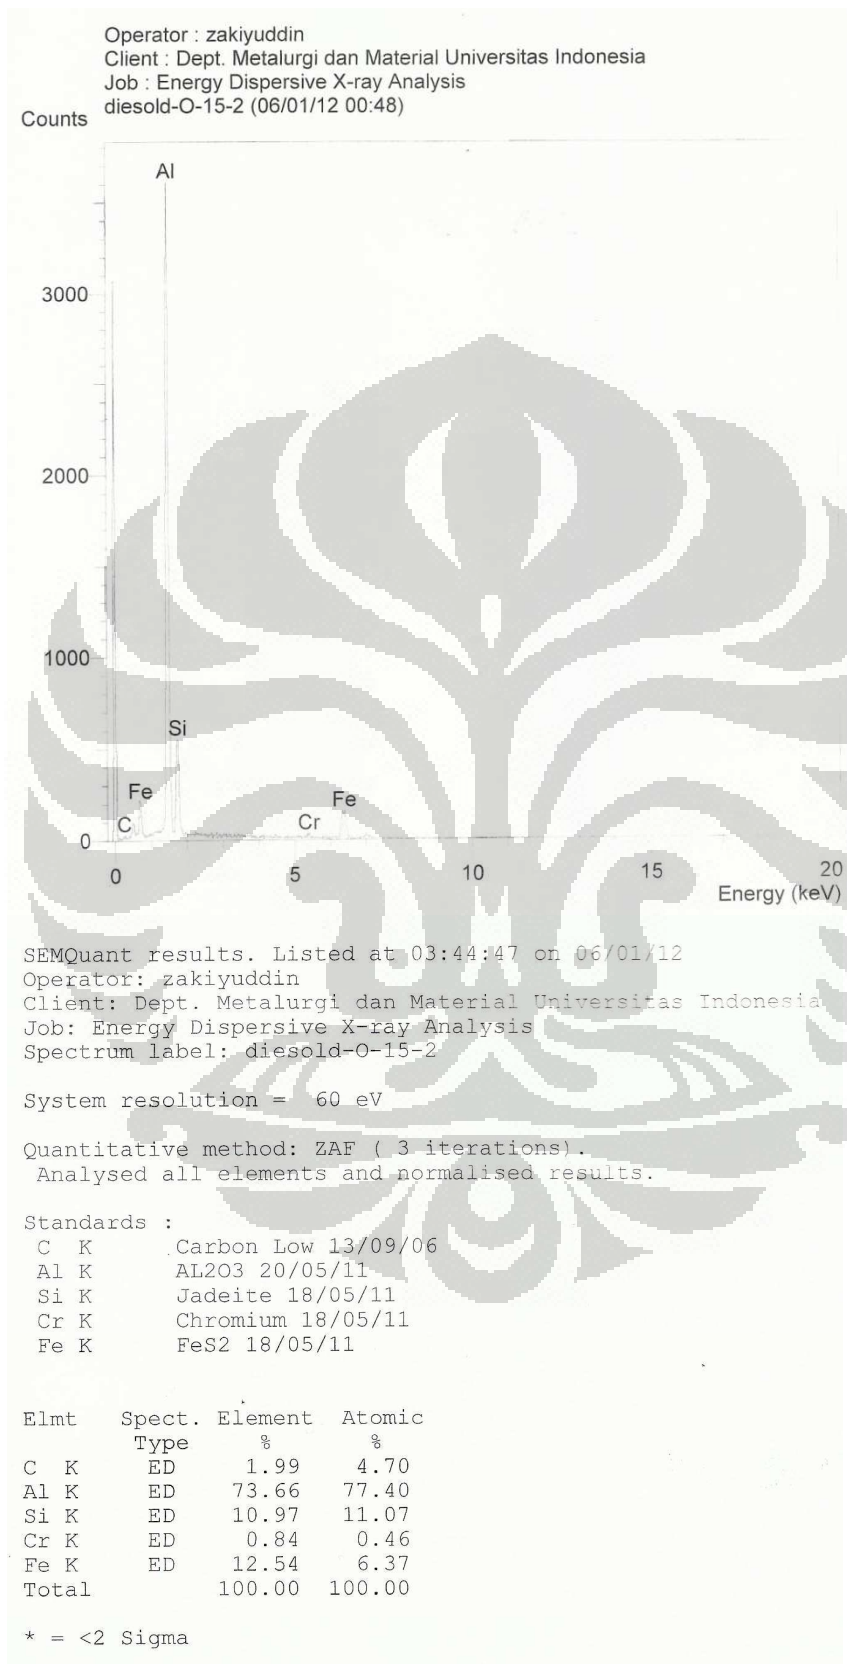 Operator : zakiyuddin
Client : Dept. Metalurgi dan Material Universitas Indonesia
Job : Energy Dispersive X-ray Analysis
diesold-O-15-2 (06/01/12 00:48)
Counts
Al
3000
2000
1000
Si
Fe
C
Cr
Fe
0
0 5 10 15 20
Energy (keV)
SEMQuant results. Listed at 03:44:47 on 06/01/12
Operator: zakiyuddin
Client: Dept. Metalurgi dan Material Universitas Indonesia
Job: Energy Dispersive X-ray Analysis
Spectrum label: diesold-O-15-2
System resolution = 60 eV
Quantitative method: ZAF ( 3 iterations).
Analysed all elements and normalised results.
Standards :
C K Carbon Low 13/09/06
Al K AL2O3 20/05/11
Si K Jadeite 18/05/11
Cr K Chromium 18/05/11
Fe K FeS2 18/05/11
Elmt Spect. Element Atomic
Type % %
C K ED 1.99 4.70
Al K ED 73.66 77.40
Si K ED 10.97 11.07
Cr K ED 0.84 0.46
Fe K ED 12.54 6.37
Total 100.00 100.00
* = <2 Sigma